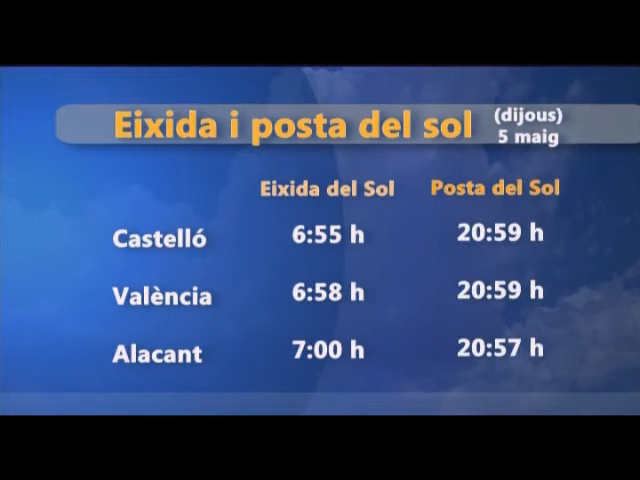 Eixida i posta del sol (dijous)
5 maig
Eixida del Sol Posta del Sol
Castelló 6:55 h 20:59 h
València 6:58 h 20:59 h
Alacant 7:00 h 20:57 h